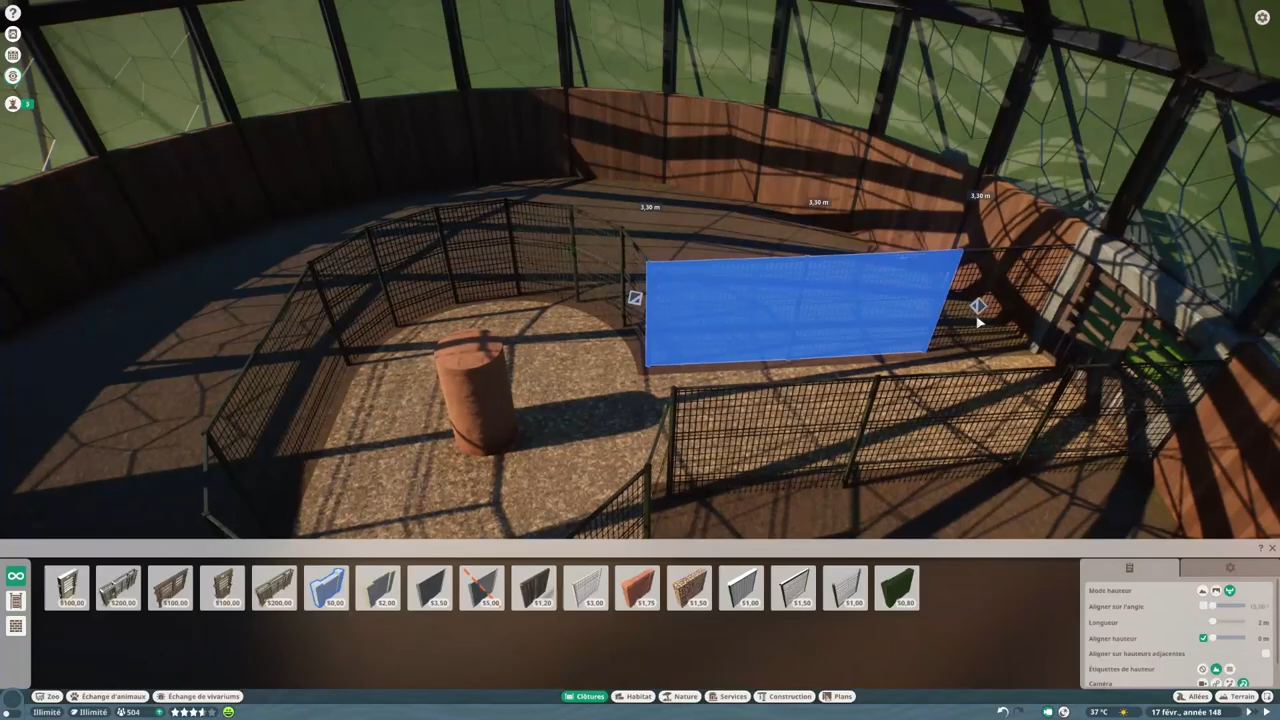 ?
3
3,30 m
3,30 m
3,30 m
? ×
$100,00 $200,00 $100,00 $100,00 $200,00 $0,00 $2,00 $3,50 $5,00 $1,20 $3,00 $1,75 $1,50 $1,00 $1,50 $1,00 $0,80
Mode hauteur
Aligner sur l'angle
Longueur 2 m
Aligner hauteur 0 m
Aligner sur hauteurs adjacentes
Étiquettes de hauteur
Caméra
Zoo Échange d'animaux Échange de vivariums Clôtures Habitat Nature Services Construction Plans Allées Terrain
Illimité Illimité 504 37 °C 17 févr., année 148